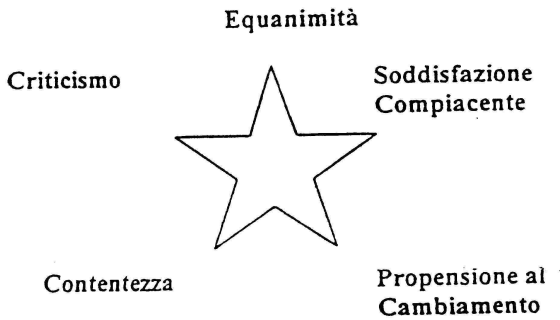 Equanimità
Criticismo
Soddisfazione
Compiacente
Contentezza
Propensione al
Cambiamento